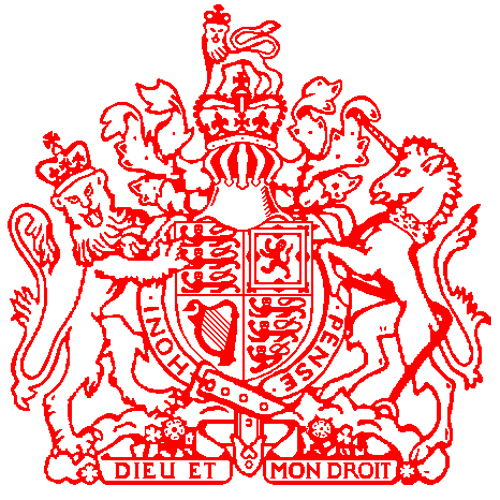 HONI
PENSE
DIEU ET MON DROIT